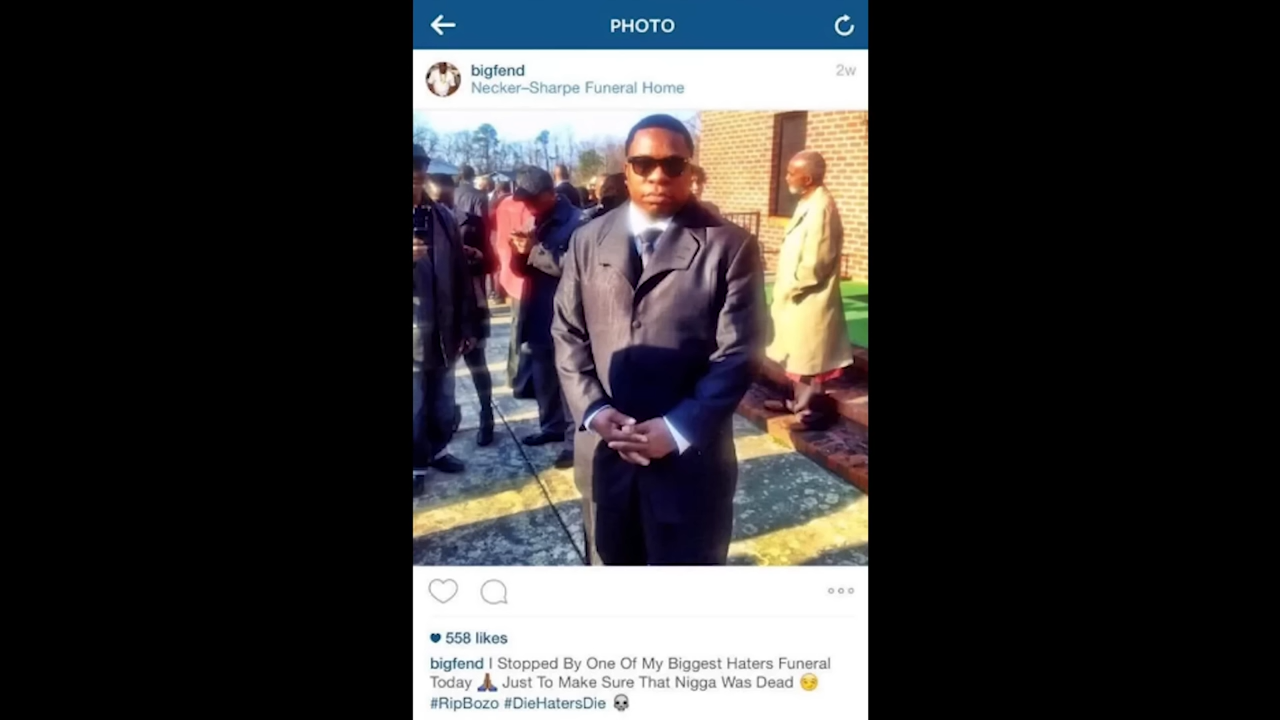 PHOTO
bigfend
2w
Necker–Sharpe Funeral Home
558 likes
bigfend I Stopped By One Of My Biggest Haters Funeral
Today 🙏🏾 Just To Make Sure That Nigga Was Dead 😏
#RipBozo #DieHatersDie 💀